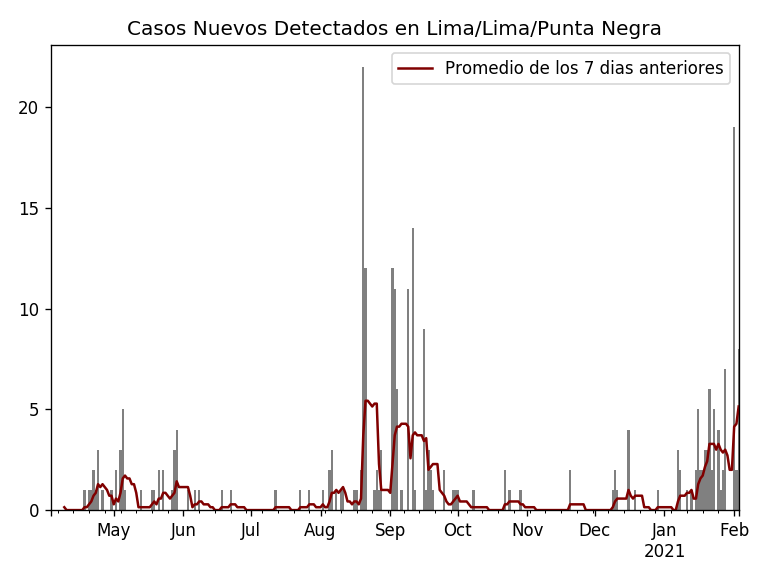 Casos Nuevos Detectados en Lima/Lima/Punta Negra
Promedio de los 7 dias anteriores
20
15
10
5
0
May Jun Jul Aug Sep Oct Nov Dec Jan Feb
2021